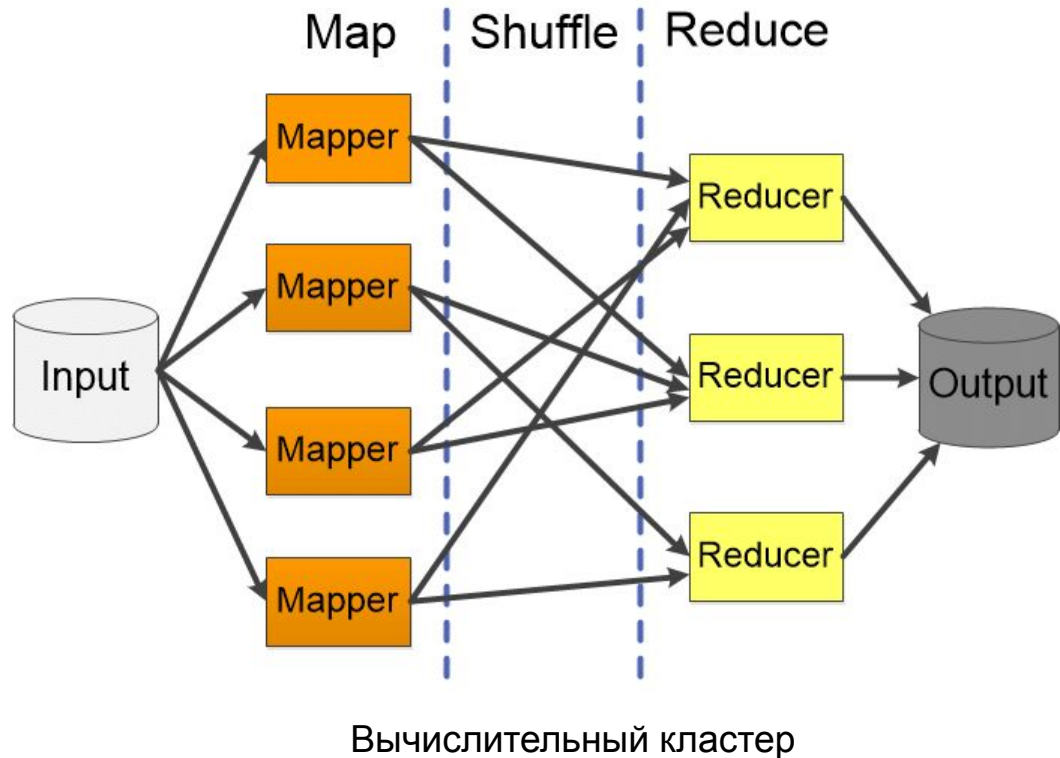 Map
Shuffle
Reduce
Mapper
Mapper
Mapper
Mapper
Reducer
Reducer
Reducer
Input
Output
Вычислительный кластер